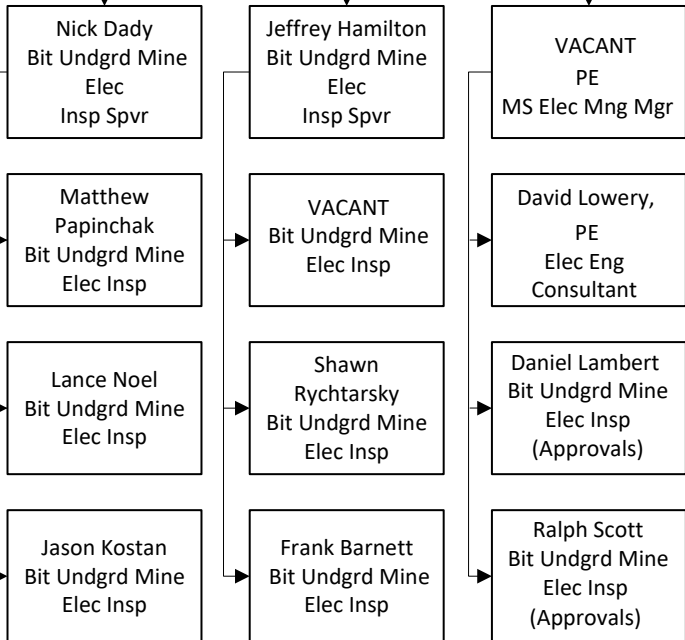 Nick Dady
Bit Undgrd Mine
Elec
Insp Spvr
Matthew
Papinchak
Bit Undgrd Mine
Elec Insp
Lance Noel
Bit Undgrd Mine
Elec Insp
Jason Kostan
Bit Undgrd Mine
Elec Insp
Jeffrey Hamilton
Bit Undgrd Mine
Elec
Insp Spvr
VACANT
Bit Undgrd Mine
Elec Insp
Shawn
Rychtarsky
Bit Undgrd Mine
Elec Insp
Frank Barnett
Bit Undgrd Mine
Elec Insp
VACANT
PE
MS Elec Mng Mgr
David Lowery,
PE
Elec Eng
Consultant
Daniel Lambert
Bit Undgrd Mine
Elec Insp
(Approvals)
Ralph Scott
Bit Undgrd Mine
Elec Insp
(Approvals)